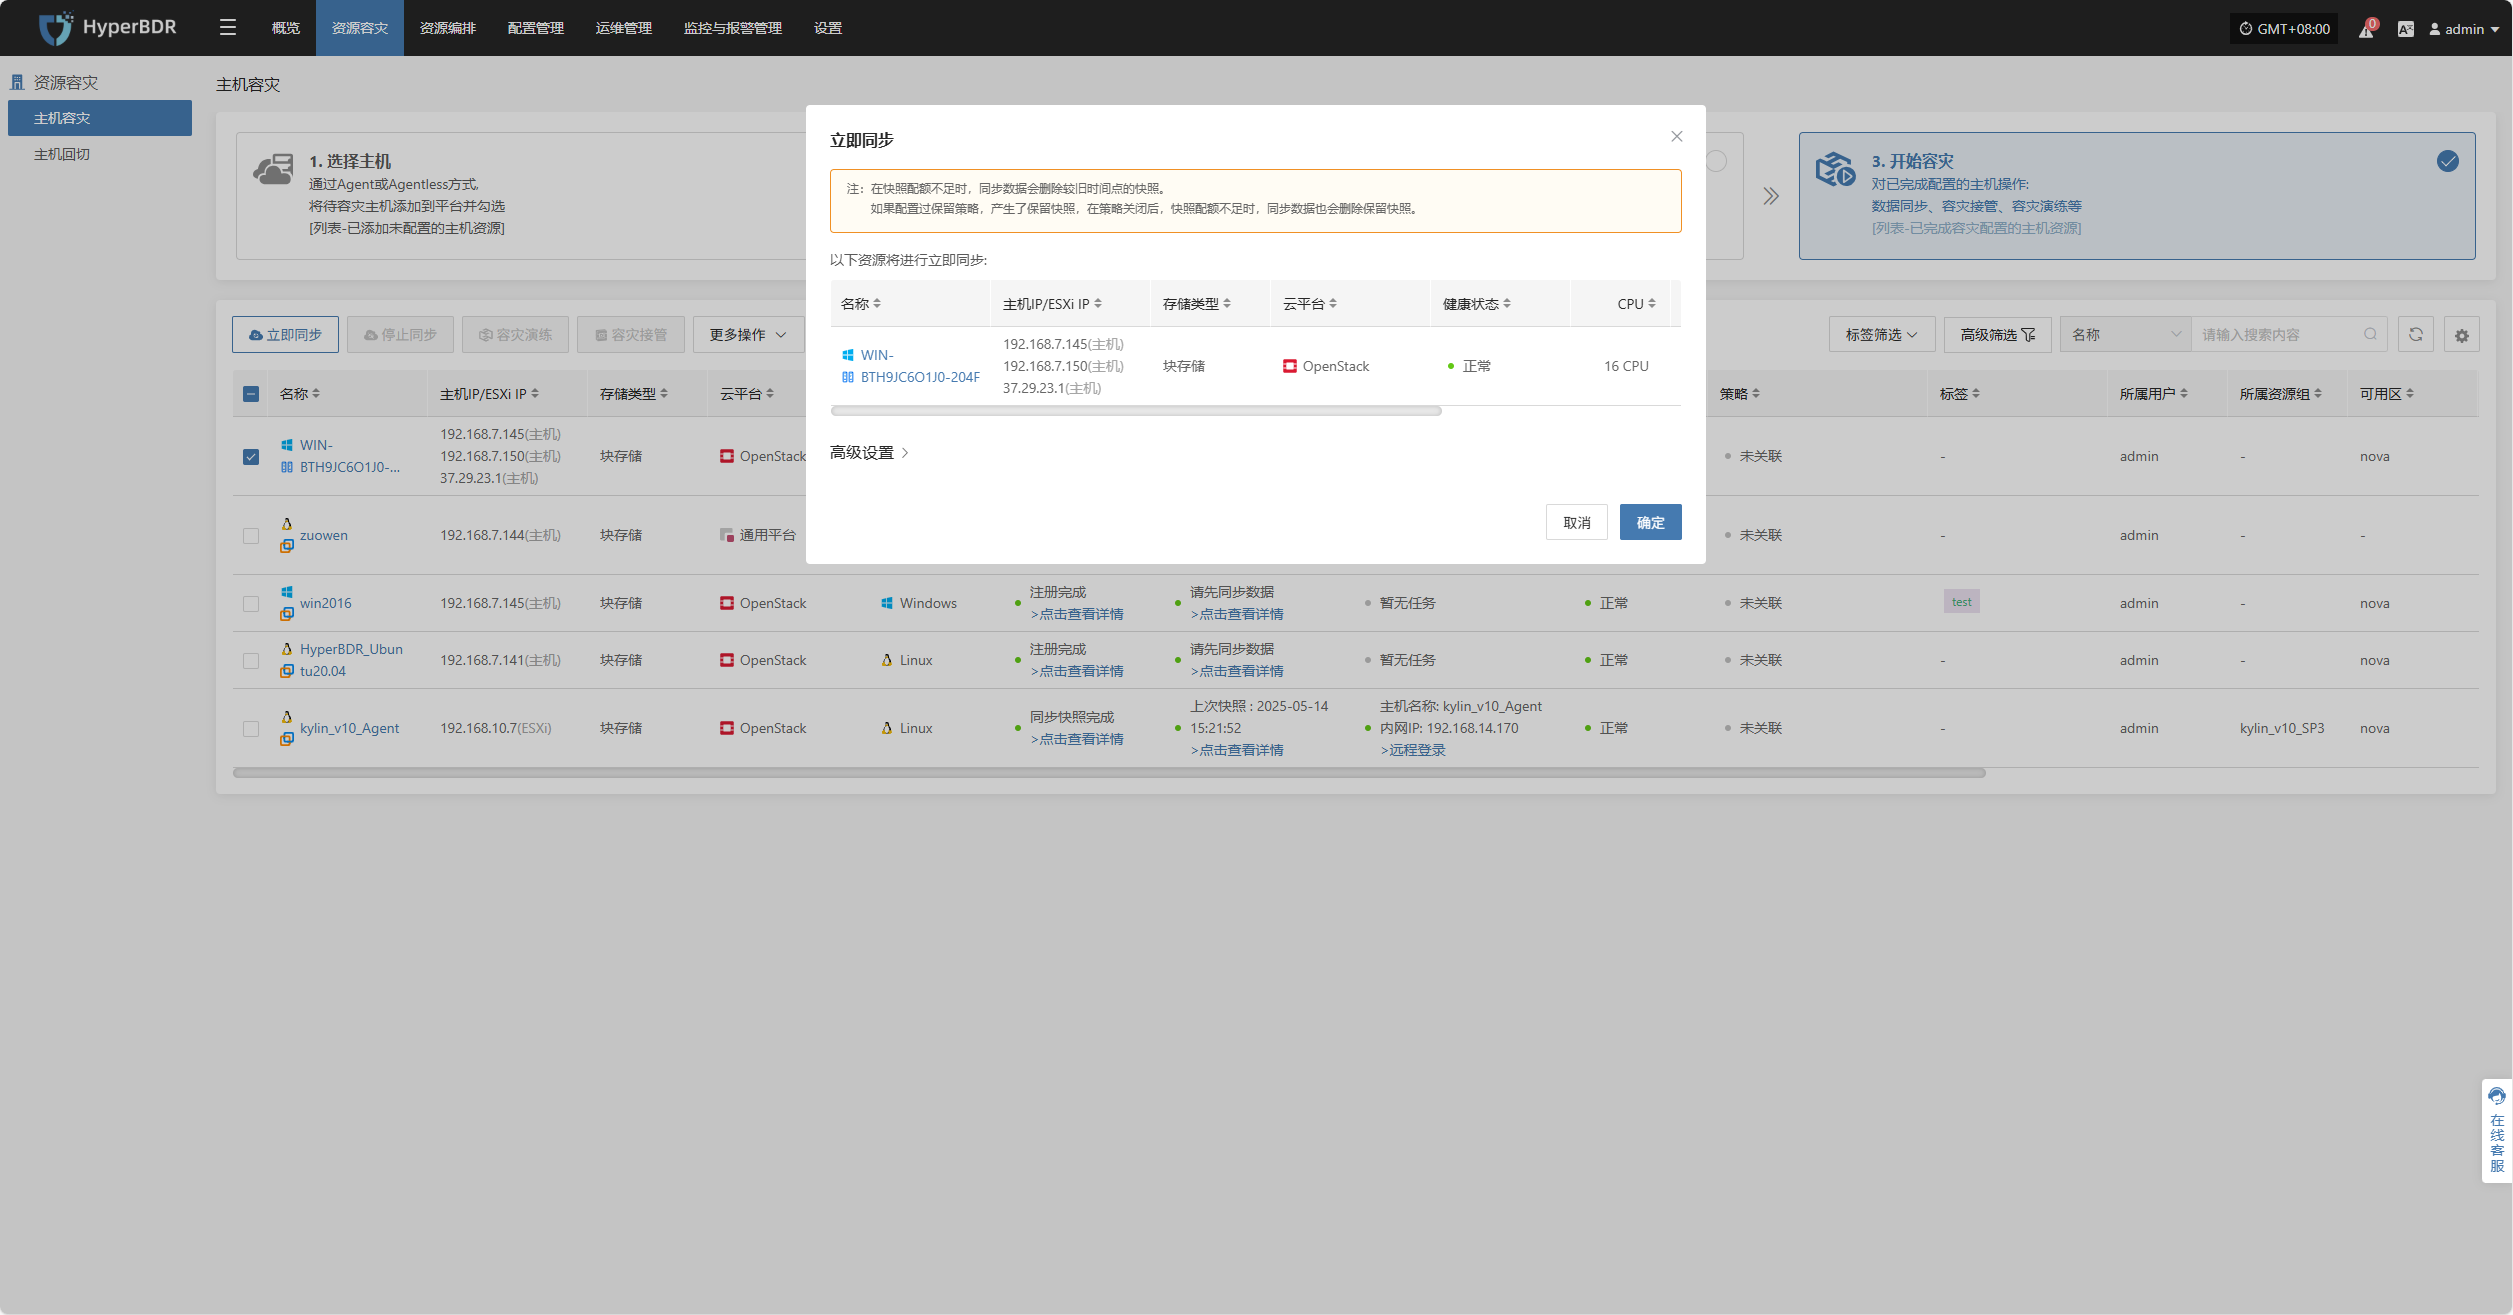 HyperBDR
概览
资源容灾
资源编排
配置管理
运维管理
监控与报警管理
设置
GMT+08:00
0
admin
资源容灾
主机容灾
主机回切
主机容灾
1. 选择主机
通过Agent或Agentless方式,
将待容灾主机添加到平台并勾选
[列表-已添加未配置的主机资源]
3. 开始容灾
对已完成配置的主机操作:
数据同步、容灾接管、容灾演练等
[列表-已完成容灾配置的主机资源]
立即同步
注：在快照配额不足时，同步数据会删除较旧时间点的快照。
如果配置过保留策略，产生了保留快照，在策略关闭后，快照配额不足时，同步数据也会删除保留快照。
以下资源将进行立即同步:
名称 主机IP/ESXi IP 存储类型 云平台 健康状态 CPU
WIN-
BTH9JC6O1J0-204F
192.168.7.145(主机)
192.168.7.150(主机)
37.29.23.1(主机)
块存储
OpenStack
正常
16 CPU
高级设置
取消
确定
立即同步
停止同步
容灾演练
容灾接管
更多操作
标签筛选
高级筛选
名称
请输入搜索内容
名称 主机IP/ESXi IP 存储类型 云平台 策略 标签 所属用户 所属资源组 可用区
WIN-
BTH9JC6O1J0-...
192.168.7.145(主机)
192.168.7.150(主机)
37.29.23.1(主机)
块存储
OpenStack
未关联
-
admin
-
nova
zuowen
192.168.7.144(主机)
块存储
通用平台
未关联
-
admin
-
-
win2016
192.168.7.145(主机)
块存储
OpenStack
Windows
注册完成
>点击查看详情
请先同步数据
>点击查看详情
暂无任务
正常
未关联
test
admin
-
nova
HyperBDR_Ubun
tu20.04
192.168.7.141(主机)
块存储
OpenStack
Linux
注册完成
>点击查看详情
请先同步数据
>点击查看详情
暂无任务
正常
未关联
-
admin
-
nova
kylin_v10_Agent
192.168.10.7(ESXi)
块存储
OpenStack
Linux
同步快照完成
>点击查看详情
上次快照 : 2025-05-14
15:21:52
>点击查看详情
主机名称: kylin_v10_Agent
内网IP: 192.168.14.170
>远程登录
正常
未关联
-
admin
kylin_v10_SP3
nova
在线客服